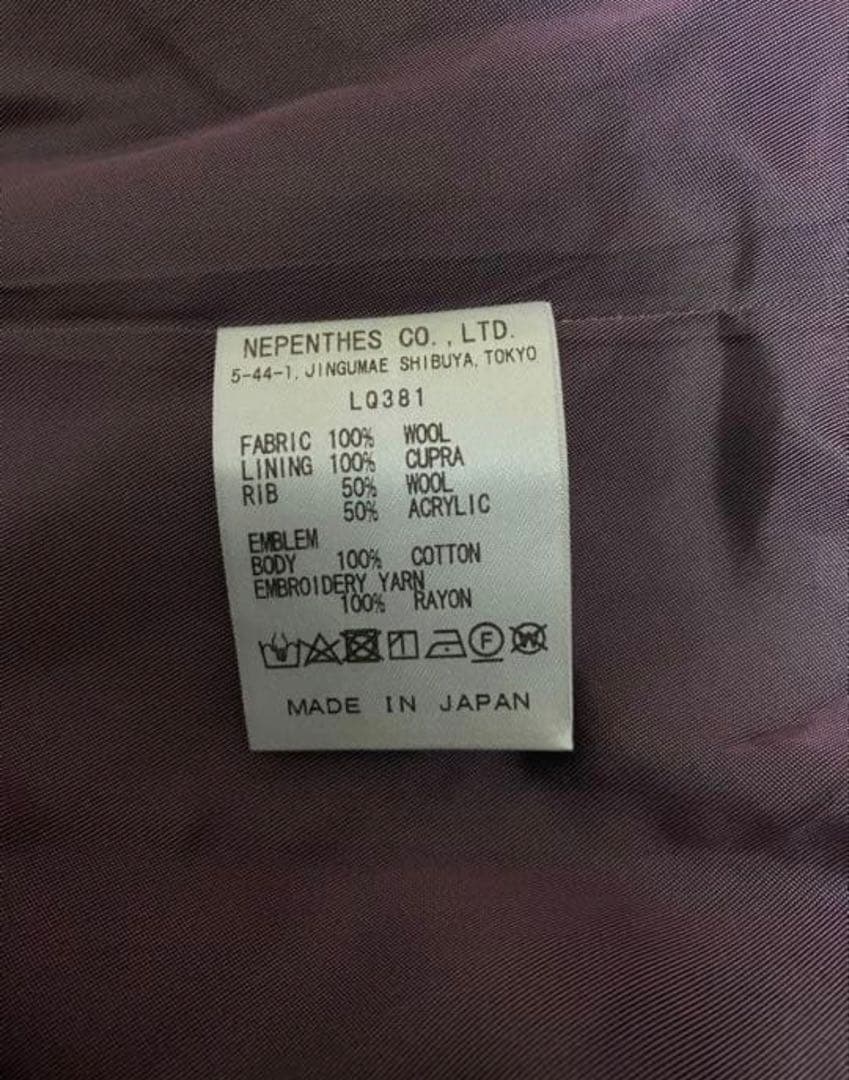 NEPENTHES CO., LTD.
5-44-1, JINGUMAE SHIBUYA, TOKYO
LQ381
FABRIC 100% WOOL
LINING 100% CUPRA
RIB 50% WOOL
50% ACRYLIC
EMBLEM
BODY 100% COTTON
EMBROIDERY YARN
100% RAYON
F W
MADE IN JAPAN